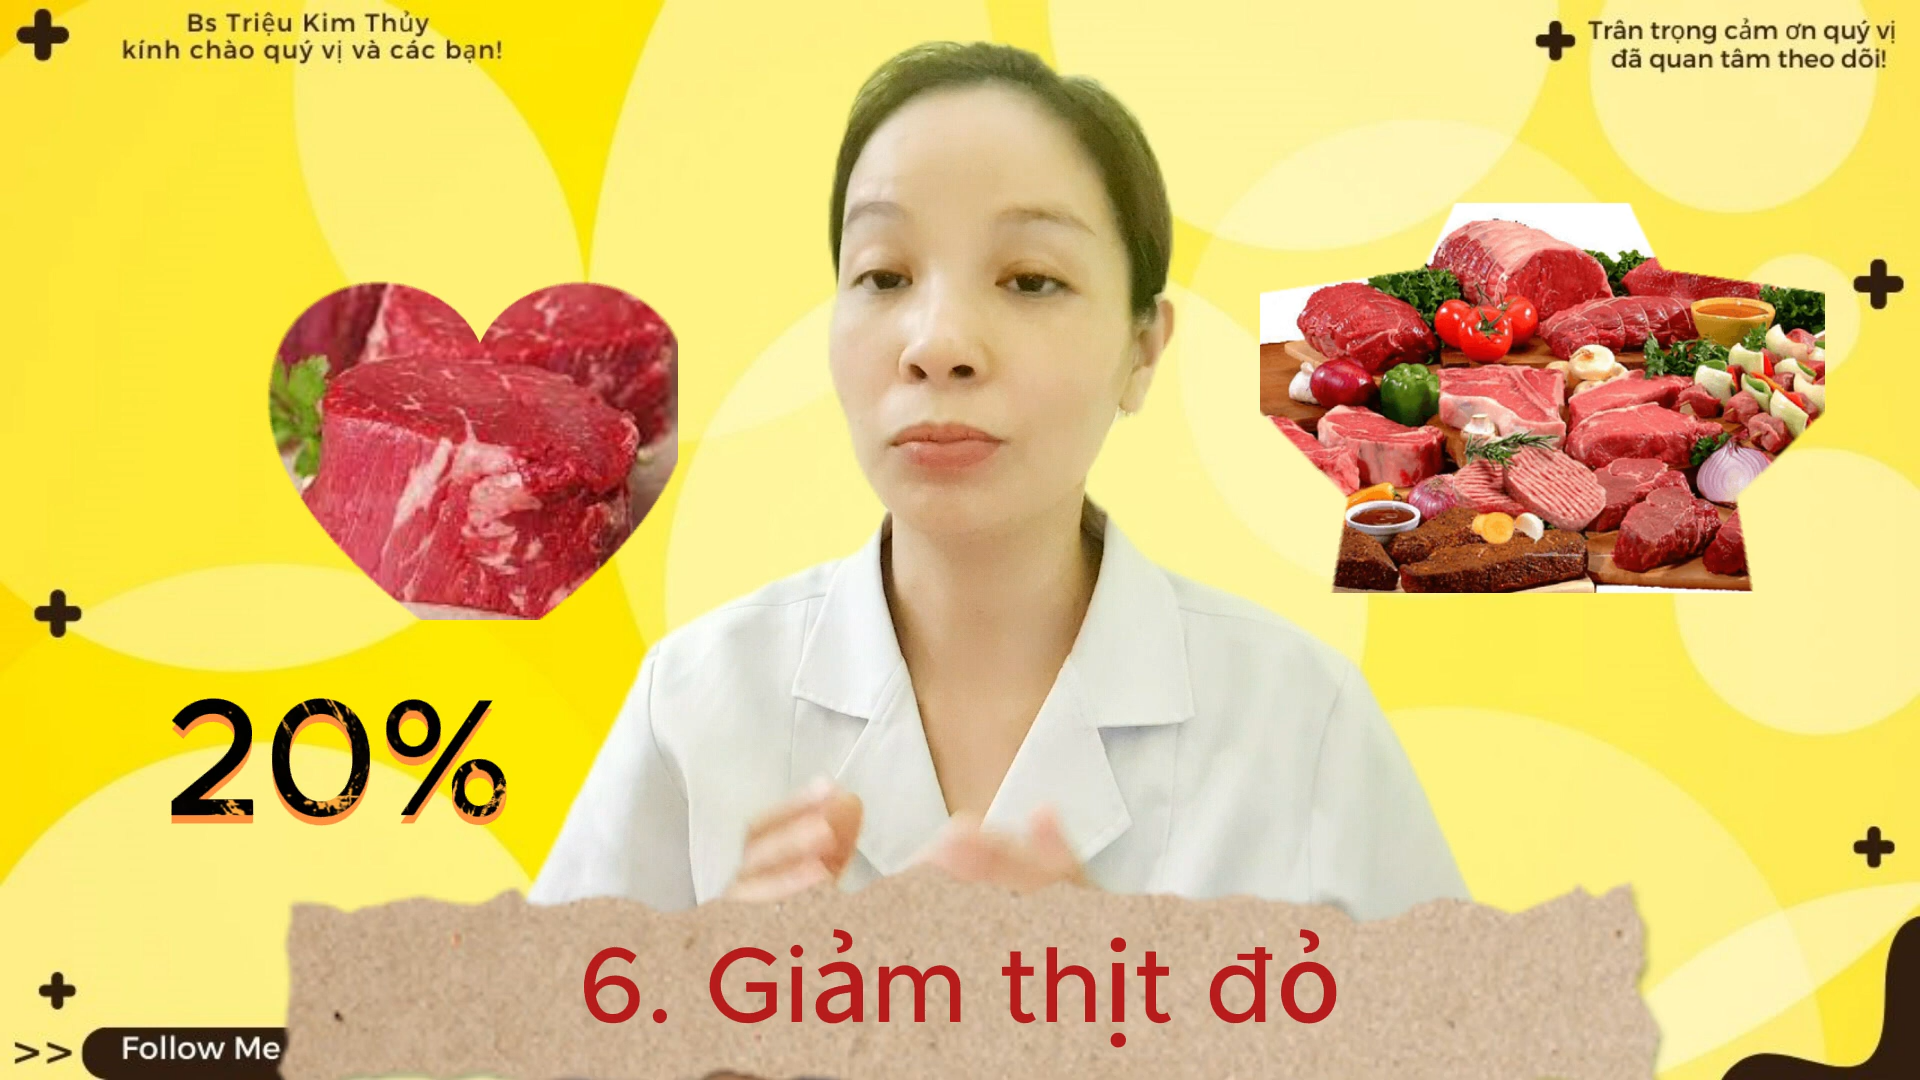 Bs Triệu Kim Thủy
kính chào quý vị và các bạn!
Trân trọng cảm ơn quý vị
đã quan tâm theo dõi!
20%
6. Giảm thịt đỏ
>> Follow Me